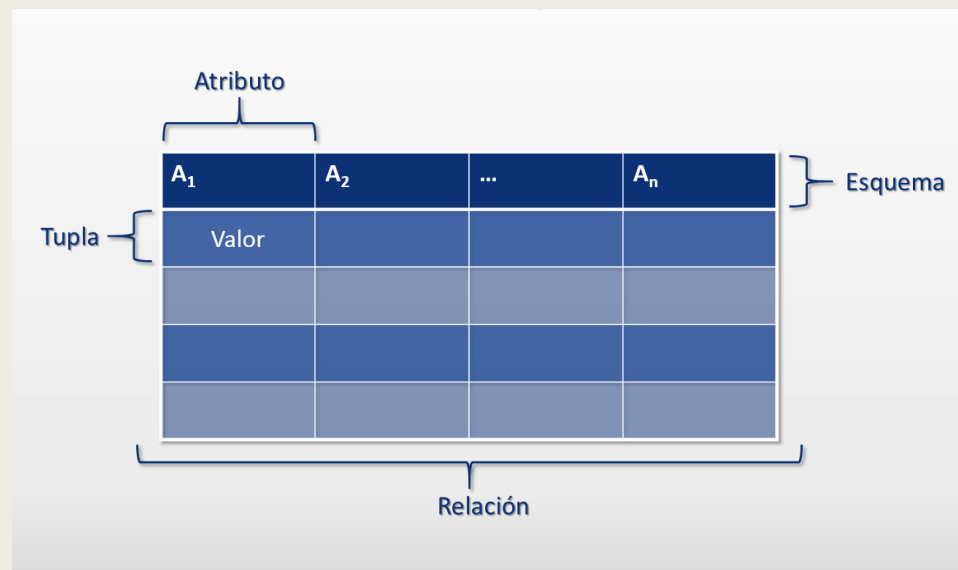 Atributo
A₁ A₂ ... Aₙ
Esquema
Tupla
Valor
Relación